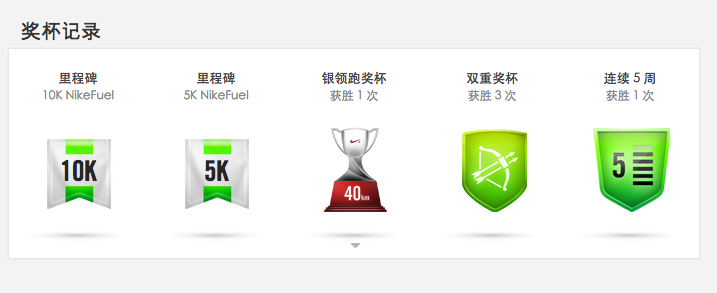 奖杯记录
里程碑
10K NikeFuel
里程碑
5K NikeFuel
银领跑奖杯
获胜 1 次
双重奖杯
获胜 3 次
连续 5 周
获胜 1 次
10K
5K
40km
5